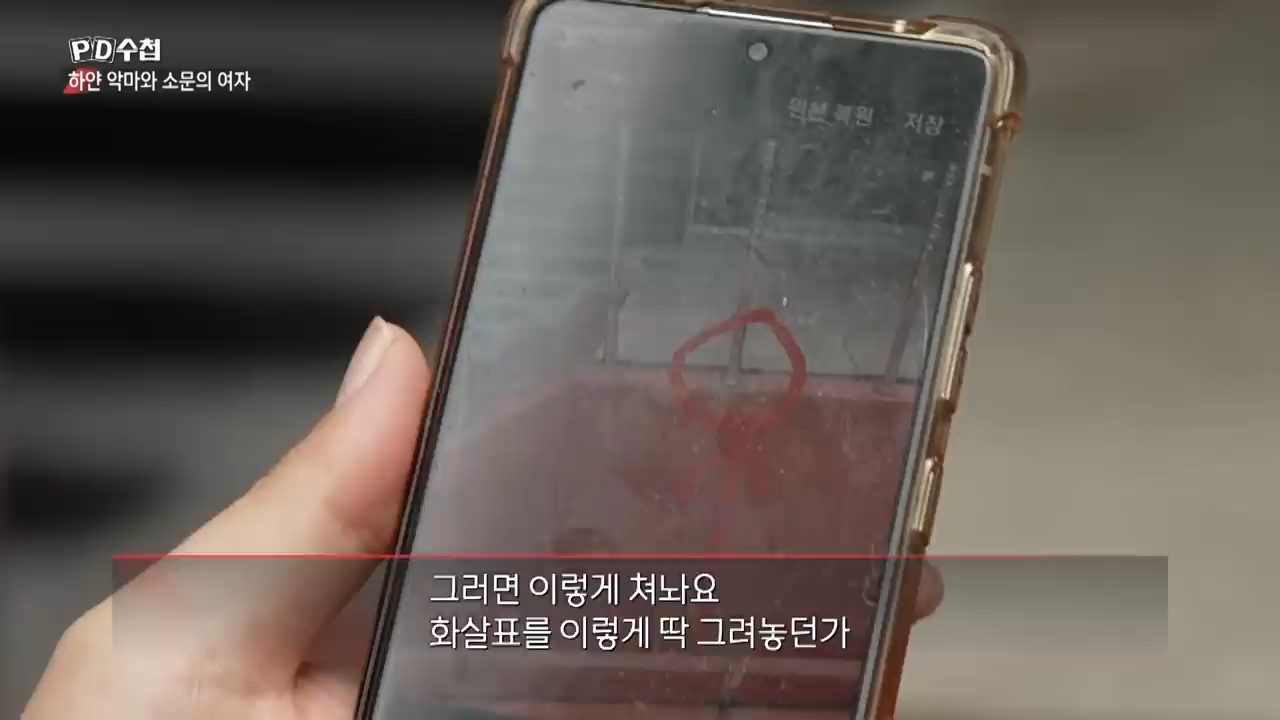 PD수첩
하얀 악마와 소문의 여자
원본 복원 저장
그러면 이렇게 쳐놔요
화살표를 이렇게 딱 그려놓던가